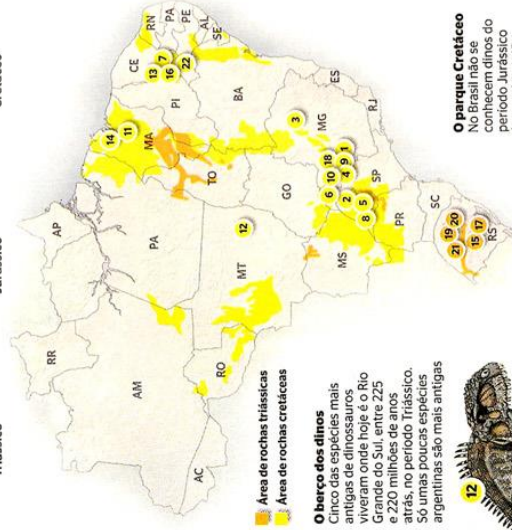 RR
AP
AM
PA
MA
14
11
CE
RN
PA
PE
AL
SE
13
7
16
22
PI
AC
RO
MT
12
TO
BA
GO
3
MG
ES
RJ
MS
6
10
18
2
4
9
1
8
5
SP
PR
SC
19
20
21
15
17
RS
Área de rochas triássicas
Área de rochas cretáceas
O berço dos dinos
Cinco das espécies mais
antigas de dinossauros
viveram onde hoje é o Rio
Grande do Sul, entre 225
e 220 milhões de anos
atrás, no período Triássico.
Só umas poucas espécies
argentinas são mais antigas
12
O parque Cretáceo
No Brasil não se
conhecem dinos do
período Jurássico